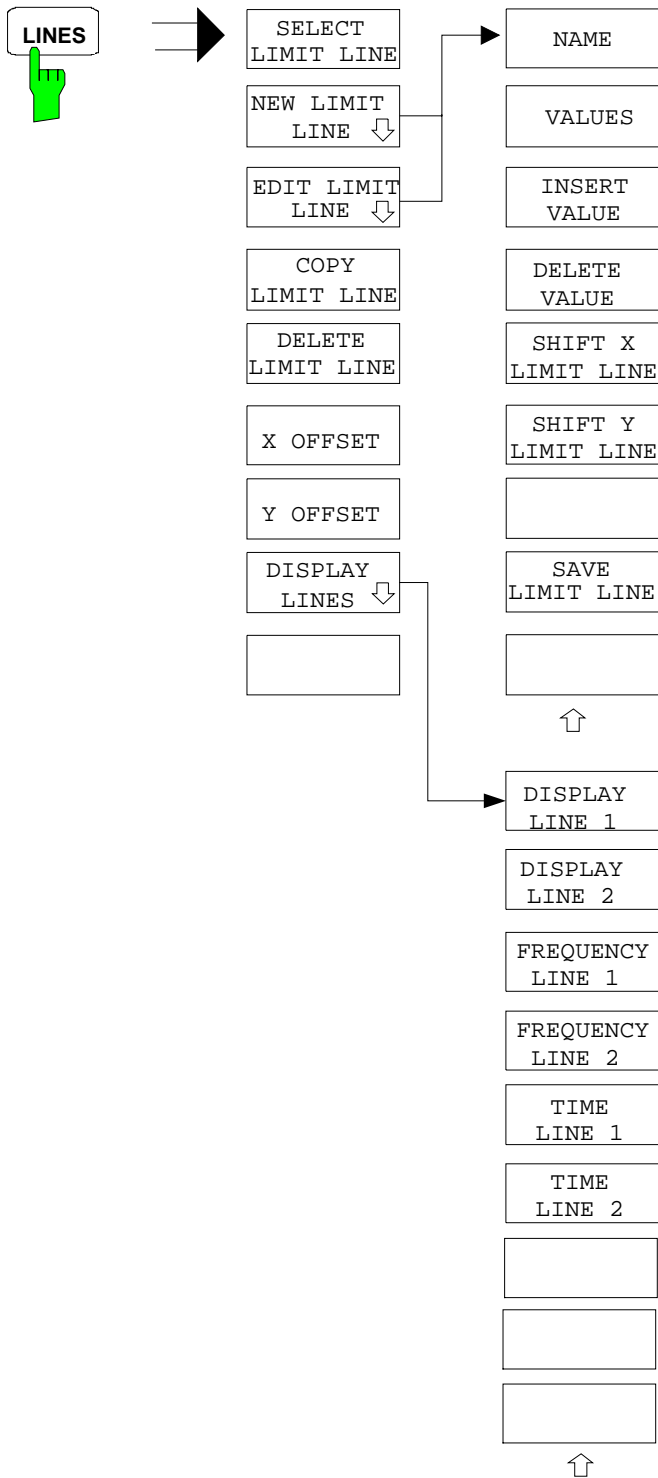 LINES
SELECT
LIMIT LINE
NEW LIMIT
LINE
EDIT LIMIT
LINE
COPY
LIMIT LINE
DELETE
LIMIT LINE
X OFFSET
Y OFFSET
DISPLAY
LINES
NAME
VALUES
INSERT
VALUE
DELETE
VALUE
SHIFT X
LIMIT LINE
SHIFT Y
LIMIT LINE
SAVE
LIMIT LINE
DISPLAY
LINE 1
DISPLAY
LINE 2
FREQUENCY
LINE 1
FREQUENCY
LINE 2
TIME
LINE 1
TIME
LINE 2